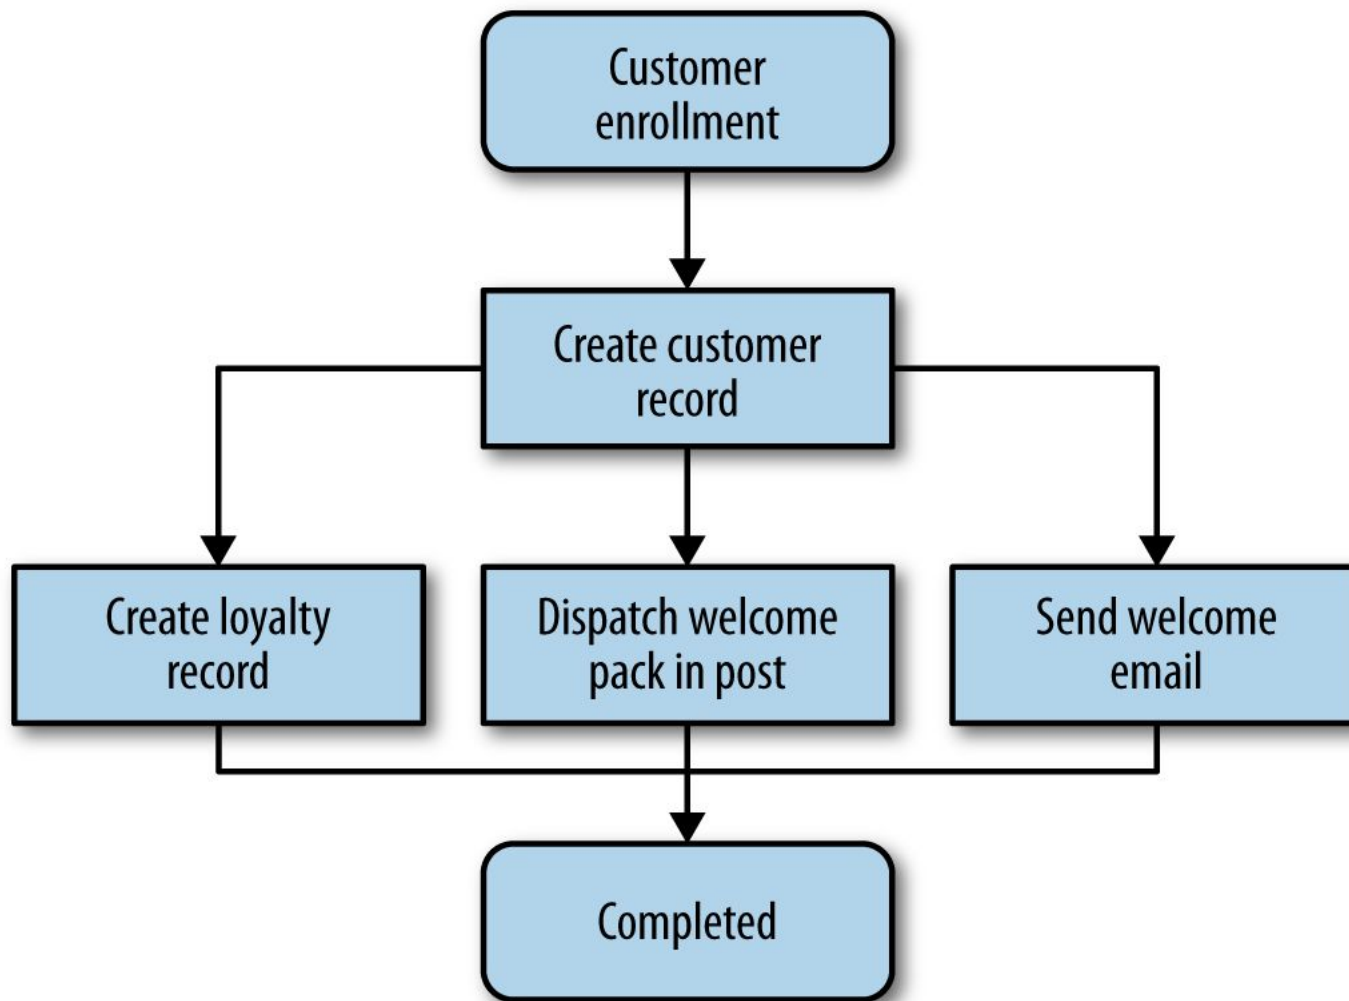 Customer
enrollment
Create customer
record
Create loyalty
record
Dispatch welcome
pack in post
Send welcome
email
Completed